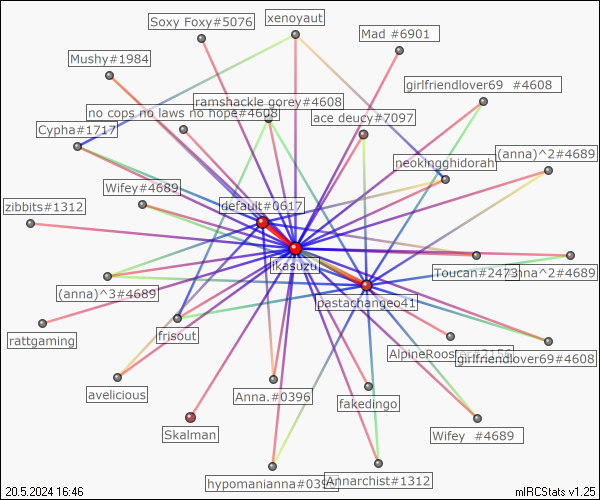 Soxy Foxy#5076
xenoyaut
Mad #6901
Mushy#1984
girlfriendlover69 #4608
ramshackle gorey#4608
no cops no laws no hope#4608
ace deucy#7097
Cypha#1717
neokingghidorah
(anna)^2#4689
Wifey#4689
zibbits#1312
default#0617
likasuzu
Toucan#2473
anna^2#4689
(anna)^3#4689
pastachangeo41
rattgaming
frisout
AlpineRooster#2156
girlfriendlover69#4608
avelicious
Anna.#0396
fakedingo
Skalman
Wifey #4689
hypomanianna#0396
Annarchist#1312
20.5.2024 16:46
mIRCStats v1.25